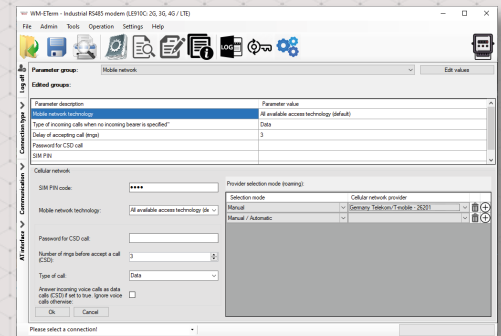 WM-ETerm - Industrial RS485 modem (LE910C-2G, 3G, 4G / LTE)
File Admin Tools Operation Settings Help
LOG
Log off
Parameter group: Mobile network Edit values
Edited groups:
Connection type
Parameter description Parameter value
Mobile network technology All available access technology (default)
Type of incoming calls when no incoming bearer is specified" Data
Delay of accepting call (rings) 3
Password for CSD call
SIM PIN
Communication
Cellular network
SIM PIN code: ••••
Provider selection mode (roaming):
Selection mode Cellular network provider
Manual Germany Telekom/T-mobile - 26201
Mobile network technology: All available access technology (de
Manual / Automatic
AT interface
Password for CSD call:
Number of rings before accept a call (CSD): 3
Type of call: Data
Answer incoming voice calls as data
calls (CSD) if set to true. Ignore voice
calls otherwise:
Ok Cancel
Please select a connection!